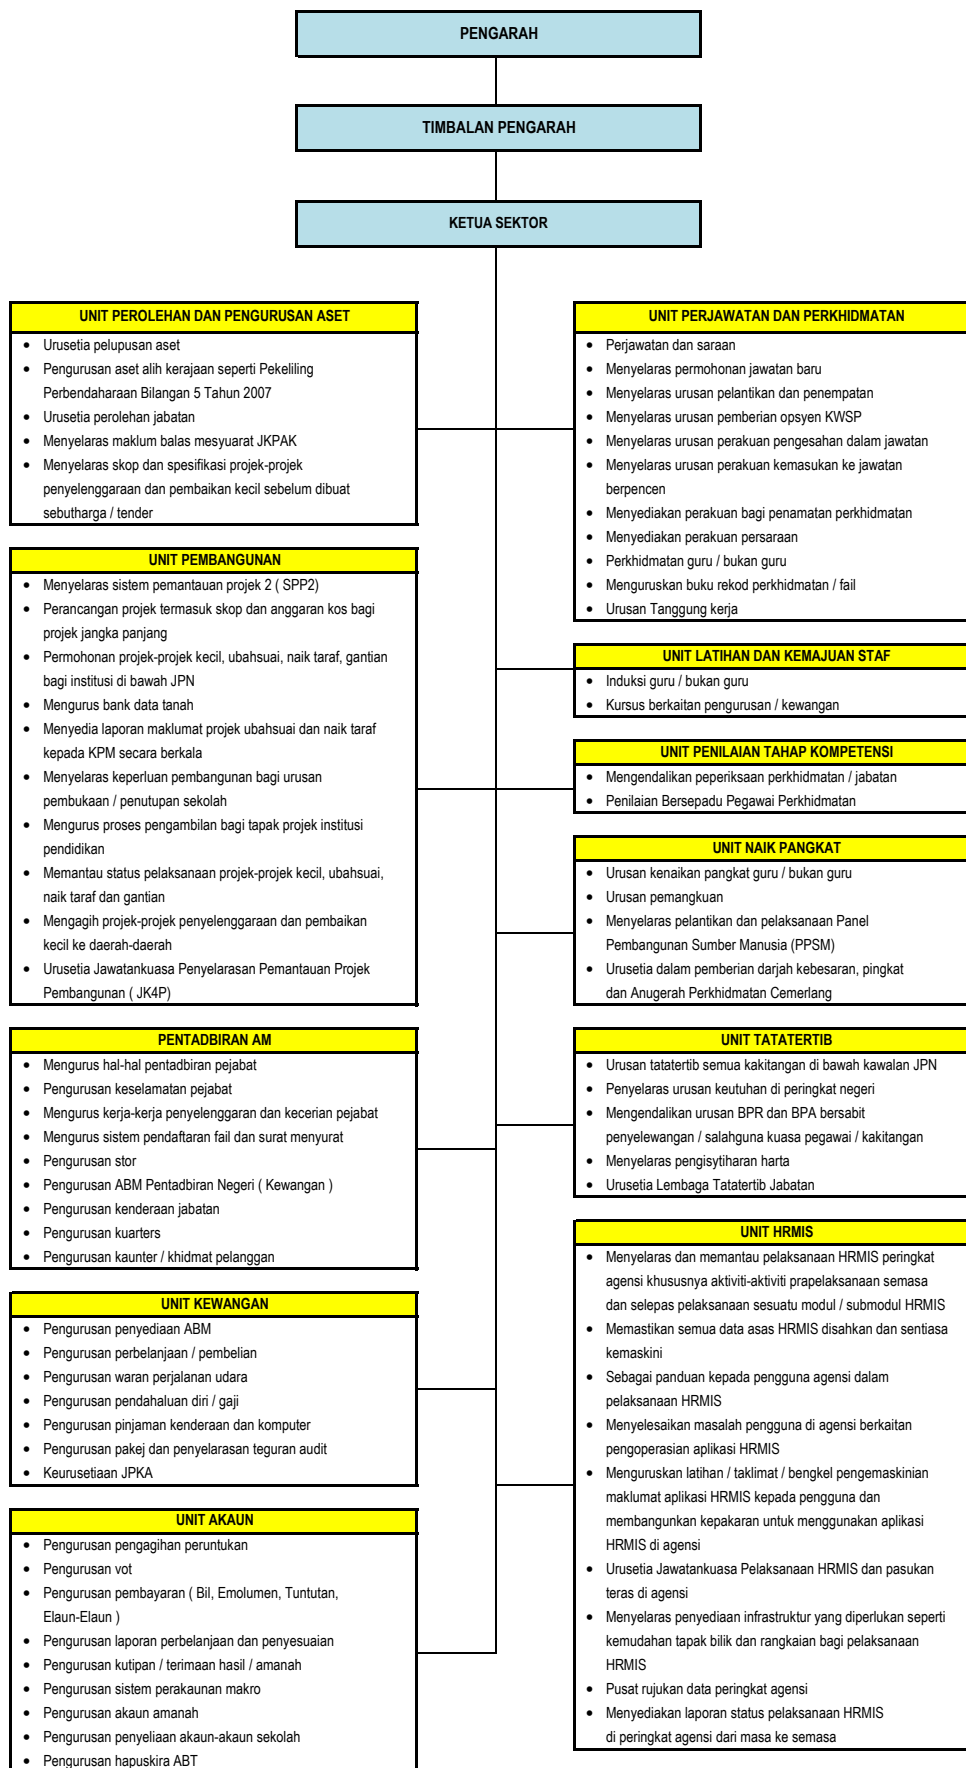 PENGARAH
TIMBALAN PENGARAH
KETUA SEKTOR
UNIT PEROLEHAN DAN PENGURUSAN ASET
• Urusetia pelupusan aset
• Pengurusan aset alih kerajaan seperti Pekeliling
Perbendaharaan Bilangan 5 Tahun 2007
• Urusetia perolehan jabatan
• Menyelaras maklum balas mesyuarat JKPAK
• Menyelaras skop dan spesifikasi projek-projek
penyelenggaraan dan pembaikan kecil sebelum dibuat
sebutharga / tender
UNIT PEMBANGUNAN
• Menyelaras sistem pemantauan projek 2 ( SPP2)
• Perancangan projek termasuk skop dan anggaran kos bagi
projek jangka panjang
• Permohonan projek-projek kecil, ubahsuai, naik taraf, gantian
bagi institusi di bawah JPN
• Mengurus bank data tanah
• Menyedia laporan maklumat projek ubahsuai dan naik taraf
kepada KPM secara berkala
• Menyelaras keperluan pembangunan bagi urusan
pembukaan / penutupan sekolah
• Mengurus proses pengambilan bagi tapak projek institusi
pendidikan
• Memantau status pelaksanaan projek-projek kecil, ubahsuai,
naik taraf dan gantian
• Mengagih projek-projek penyelenggaraan dan pembaikan
kecil ke daerah-daerah
• Urusetia Jawatankuasa Penyelarasan Pemantauan Projek
Pembangunan ( JK4P)
PENTADBIRAN AM
• Mengurus hal-hal pentadbiran pejabat
• Pengurusan keselamatan pejabat
• Mengurus kerja-kerja penyelenggaran dan kecerian pejabat
• Mengurus sistem pendaftaran fail dan surat menyurat
• Pengurusan stor
• Pengurusan ABM Pentadbiran Negeri ( Kewangan )
• Pengurusan kenderaan jabatan
• Pengurusan kuarters
• Pengurusan kaunter / khidmat pelanggan
UNIT KEWANGAN
• Pengurusan penyediaan ABM
• Pengurusan perbelanjaan / pembelian
• Pengurusan waran perjalanan udara
• Pengurusan pendahaluan diri / gaji
• Pengurusan pinjaman kenderaan dan komputer
• Pengurusan pakej dan penyelarasan teguran audit
• Keurusetiaan JPKA
UNIT AKAUN
• Pengurusan pengagihan peruntukan
• Pengurusan vot
• Pengurusan pembayaran ( Bil, Emolumen, Tuntutan,
Elaun-Elaun )
• Pengurusan laporan perbelanjaan dan penyesuaian
• Pengurusan kutipan / terimaan hasil / amanah
• Pengurusan sistem perakaunan makro
• Pengurusan akaun amanah
• Pengurusan penyeliaan akaun-akaun sekolah
• Pengurusan hapuskira ABT
UNIT PERJAWATAN DAN PERKHIDMATAN
• Perjawatan dan saraan
• Menyelaras permohonan jawatan baru
• Menyelaras urusan pelantikan dan penempatan
• Menyelaras urusan pemberian opsyen KWSP
• Menyelaras urusan perakuan pengesahan dalam jawatan
• Menyelaras urusan perakuan kemasukan ke jawatan
berpencen
• Menyediakan perakuan bagi penamatan perkhidmatan
• Menyediakan perakuan persaraan
• Perkhidmatan guru / bukan guru
• Menguruskan buku rekod perkhidmatan / fail
• Urusan Tanggung kerja
UNIT LATIHAN DAN KEMAJUAN STAF
• Induksi guru / bukan guru
• Kursus berkaitan pengurusan / kewangan
UNIT PENILAIAN TAHAP KOMPETENSI
• Mengendalikan peperiksaan perkhidmatan / jabatan
• Penilaian Bersepadu Pegawai Perkhidmatan
UNIT NAIK PANGKAT
• Urusan kenaikan pangkat guru / bukan guru
• Urusan pemangkuan
• Menyelaras pelantikan dan pelaksanaan Panel
Pembangunan Sumber Manusia (PPSM)
• Urusetia dalam pemberian darjah kebesaran, pingkat
dan Anugerah Perkhidmatan Cemerlang
UNIT TATATERTIB
• Urusan tatatertib semua kakitangan di bawah kawalan JPN
• Penyelaras urusan keutuhan di peringkat negeri
• Mengendalikan urusan BPR dan BPA bersabit
penyelewangan / salahguna kuasa pegawai / kakitangan
• Menyelaras pengisytiharan harta
• Urusetia Lembaga Tatatertib Jabatan
UNIT HRMIS
• Menyelaras dan memantau pelaksanaan HRMIS peringkat
agensi khususnya aktiviti-aktiviti prapelaksanaan semasa
dan selepas pelaksanaan sesuatu modul / submodul HRMIS
• Memastikan semua data asas HRMIS disahkan dan sentiasa
kemaskini
• Sebagai panduan kepada pengguna agensi dalam
pelaksanaan HRMIS
• Menyelesaikan masalah pengguna di agensi berkaitan
pengoperasian aplikasi HRMIS
• Menguruskan latihan / taklimat / bengkel pengemaskinian
maklumat aplikasi HRMIS kepada pengguna dan
membangunkan kepakaran untuk menggunakan aplikasi
HRMIS di agensi
• Urusetia Jawatankuasa Pelaksanaan HRMIS dan pasukan
teras di agensi
• Menyelaras penyediaan infrastruktur yang diperlukan seperti
kemudahan tapak bilik dan rangkaian bagi pelaksanaan
HRMIS
• Pusat rujukan data peringkat agensi
• Menyediakan laporan status pelaksanaan HRMIS
di peringkat agensi dari masa ke semasa